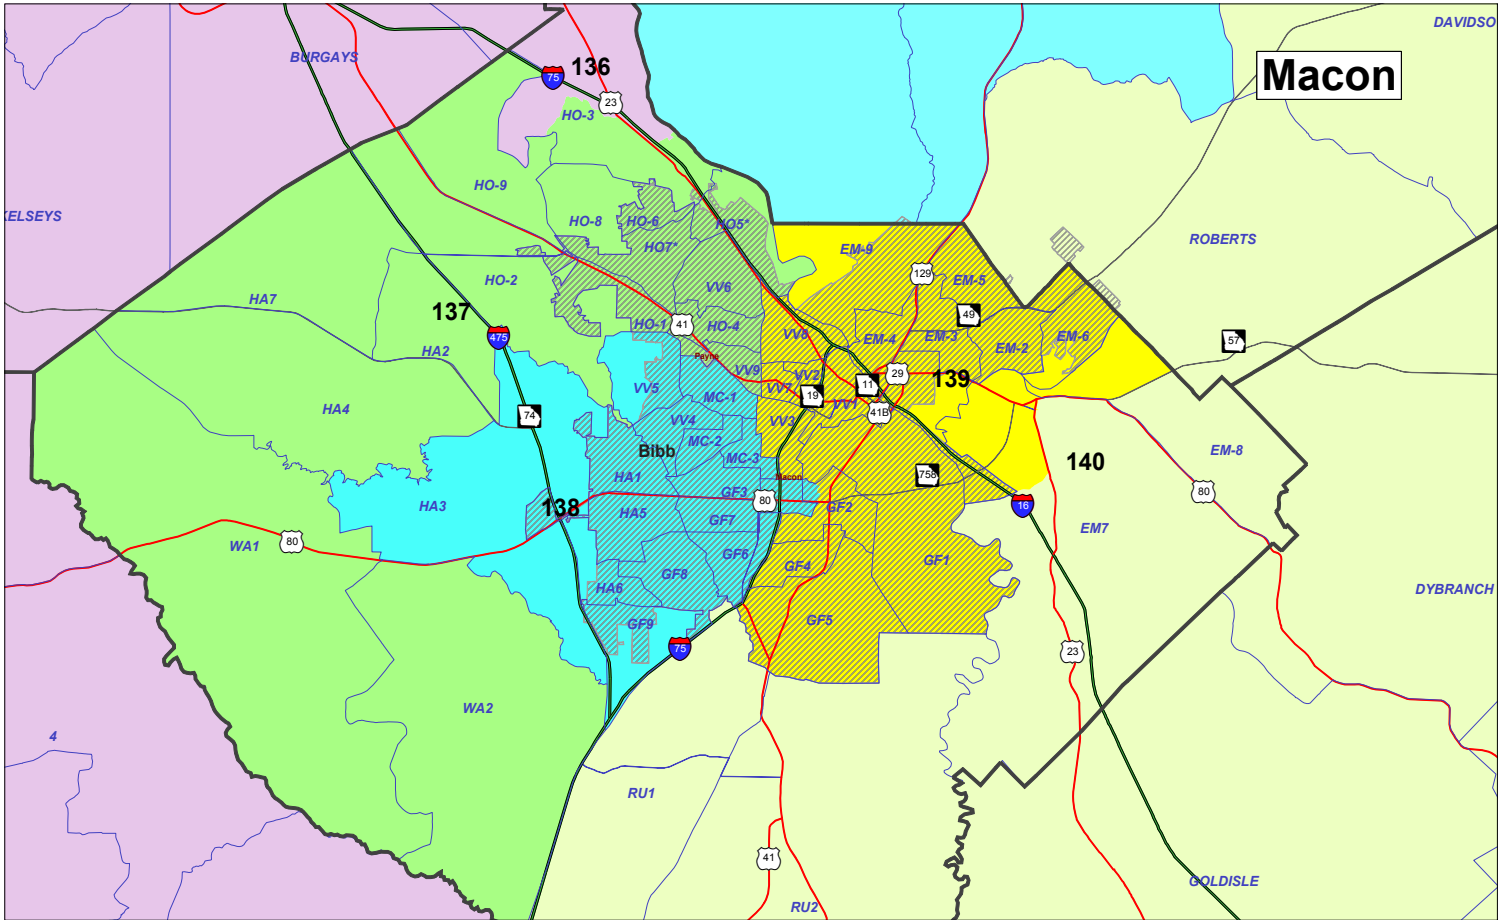 DAVIDSO
BURGAYS
136
75
23
Macon
HO-3
HO-9
KELSEYS
HO-8
HO-6
HO5*
HO7*
EM-9
ROBERTS
129
EM-5
HO-2
VV6
HA7
137
49
41
HO-1
HO-4
VV8
EM-4
EM-3
EM-2
EM-6
57
475
HA2
Payne
VV9
VV2
29
139
VV5
VV7
11
MC-1
19
VV1
HA4
74
41B
VV4
VV3
MC-2
Bibb
MC-3
140
EM-8
HA1
Macon
758
GF3
80
80
HA3
138
HA5
GF2
16
GF7
EM7
80
WA1
GF6
GF4
GF1
GF8
HA6
DYBRANCH
GF9
GF5
75
23
WA2
4
RU1
41
GOLDISLE
RU2